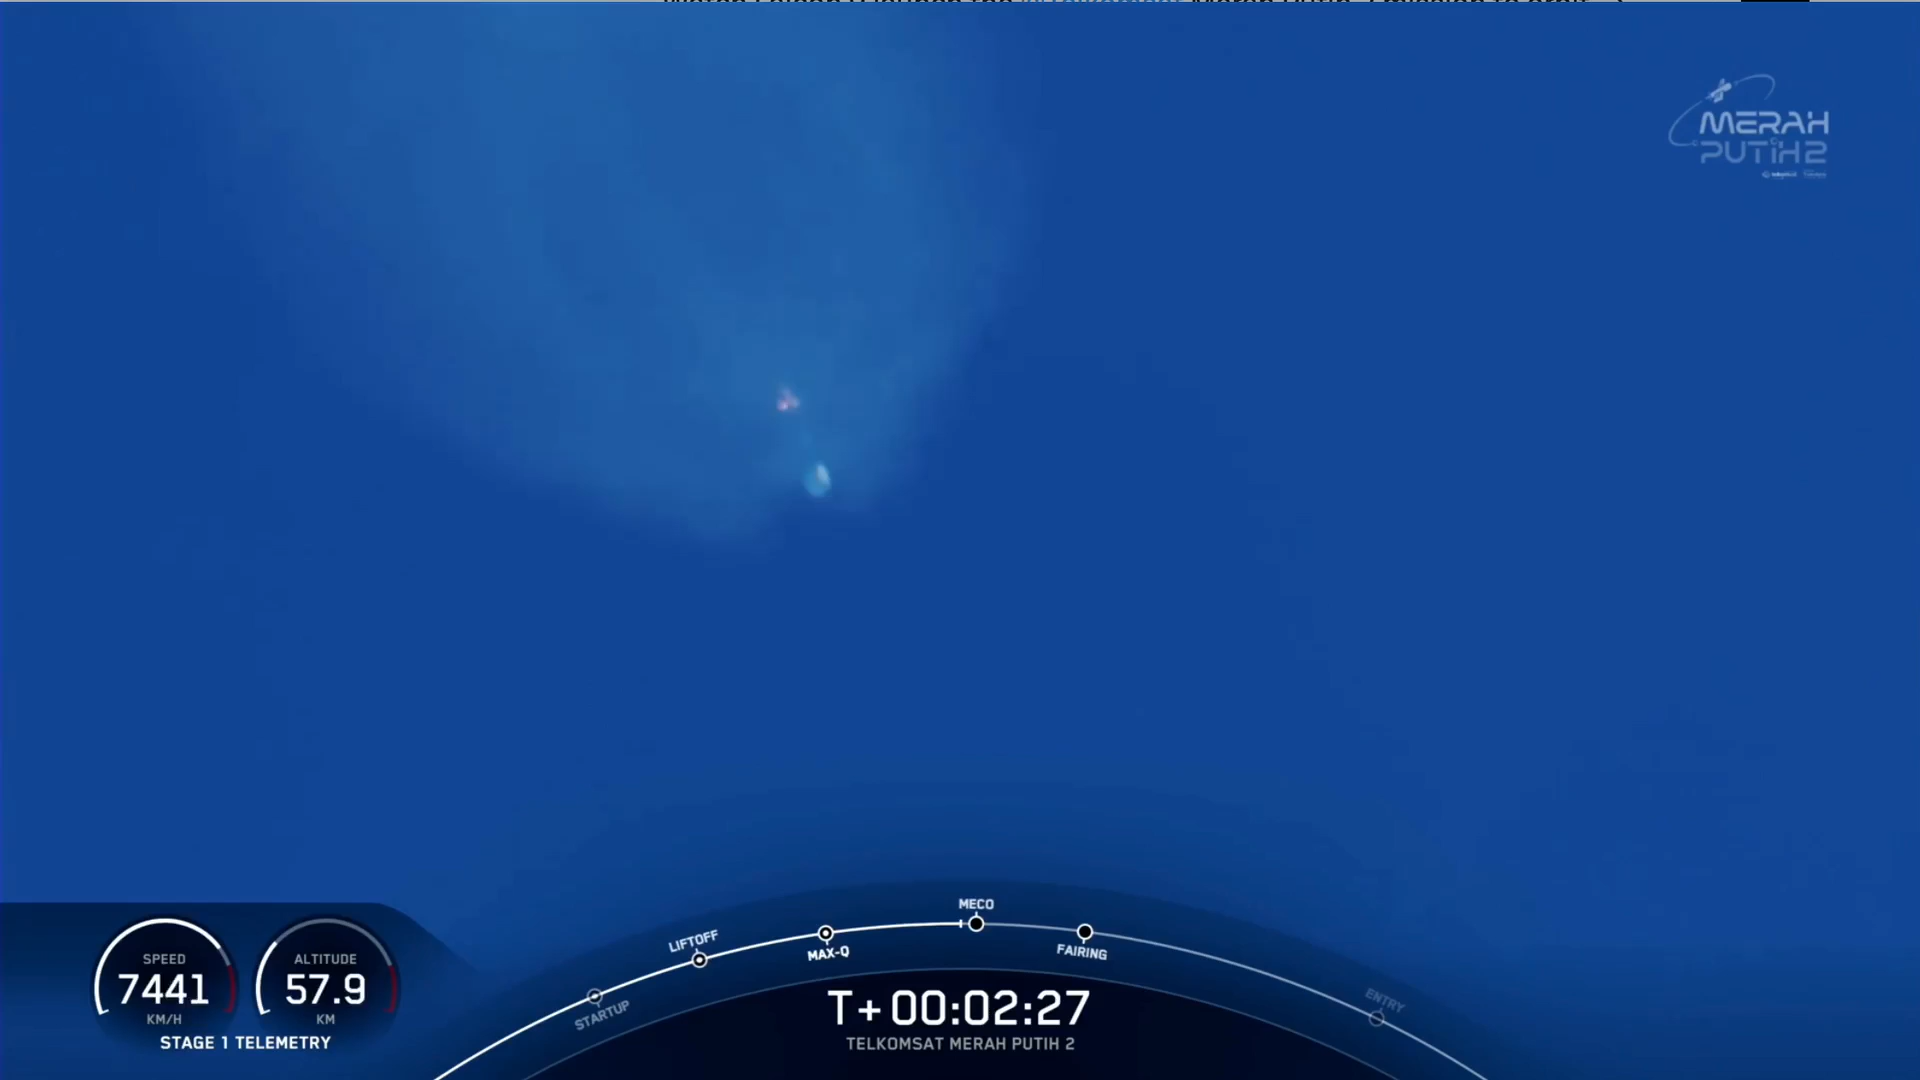 MERAH
PUTIH2
MECO
LIFTOFF
MAX-Q
FAIRING
STARTUP
ENTRY
SPEED
7441
KM/H
ALTITUDE
57.9
KM
STAGE 1 TELEMETRY
T+00:02:27
TELKOMSAT MERAH PUTIH 2